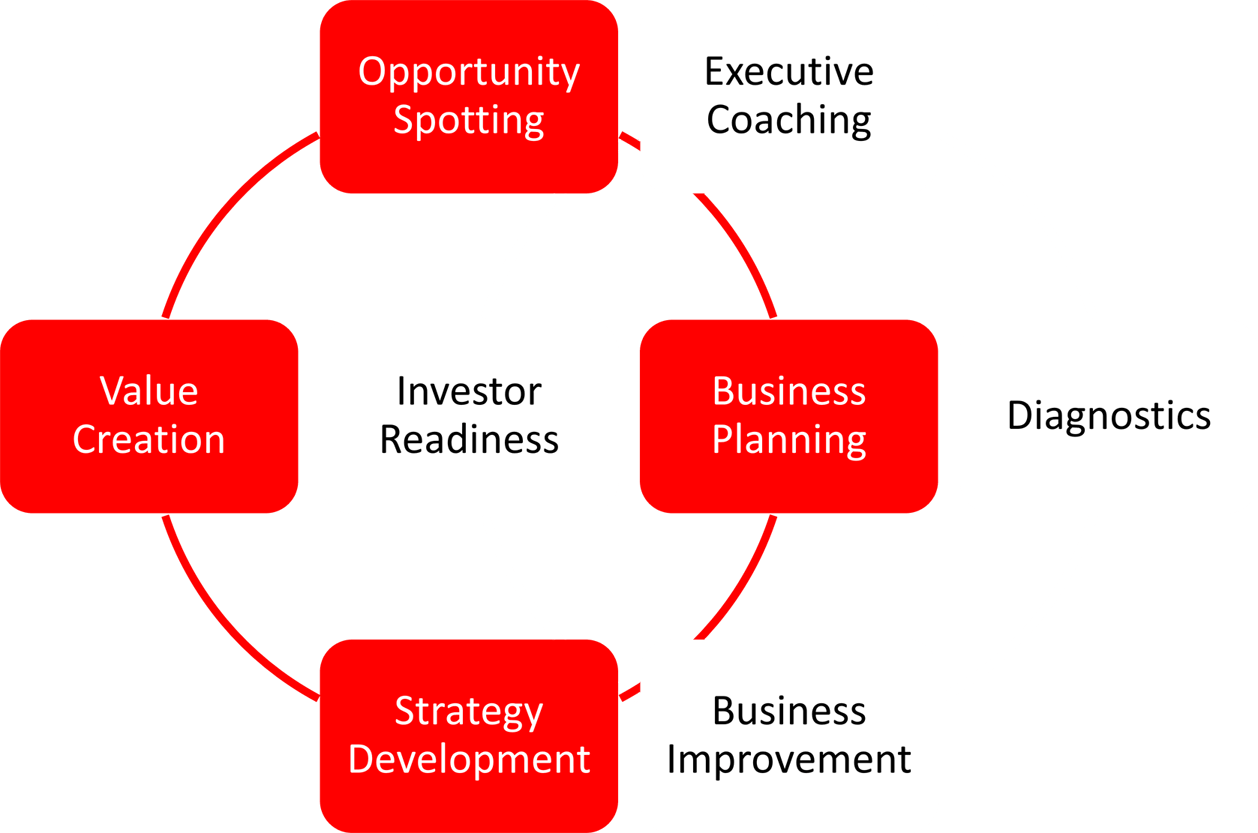 Opportunity
Spotting
Executive
Coaching
Value
Creation
Investor
Readiness
Business
Planning
Diagnostics
Strategy
Development
Business
Improvement